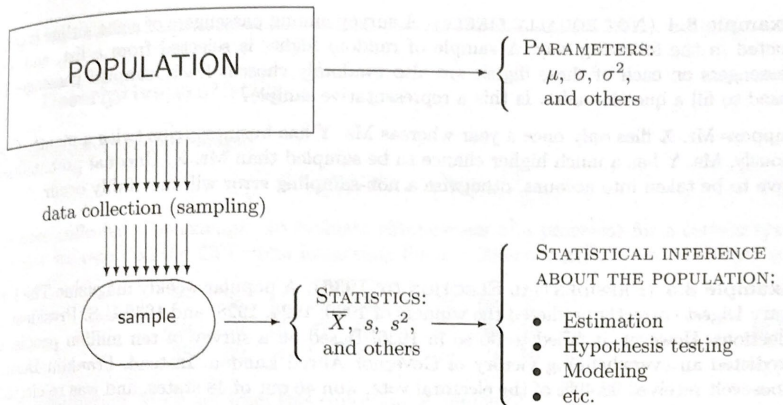 POPULATION
PARAMETERS:
μ, σ, σ²,
and others
data collection (sampling)
sample
STATISTICS:
X̄, s, s²,
and others
STATISTICAL INFERENCE
ABOUT THE POPULATION:
• Estimation
• Hypothesis testing
• Modeling
• etc.